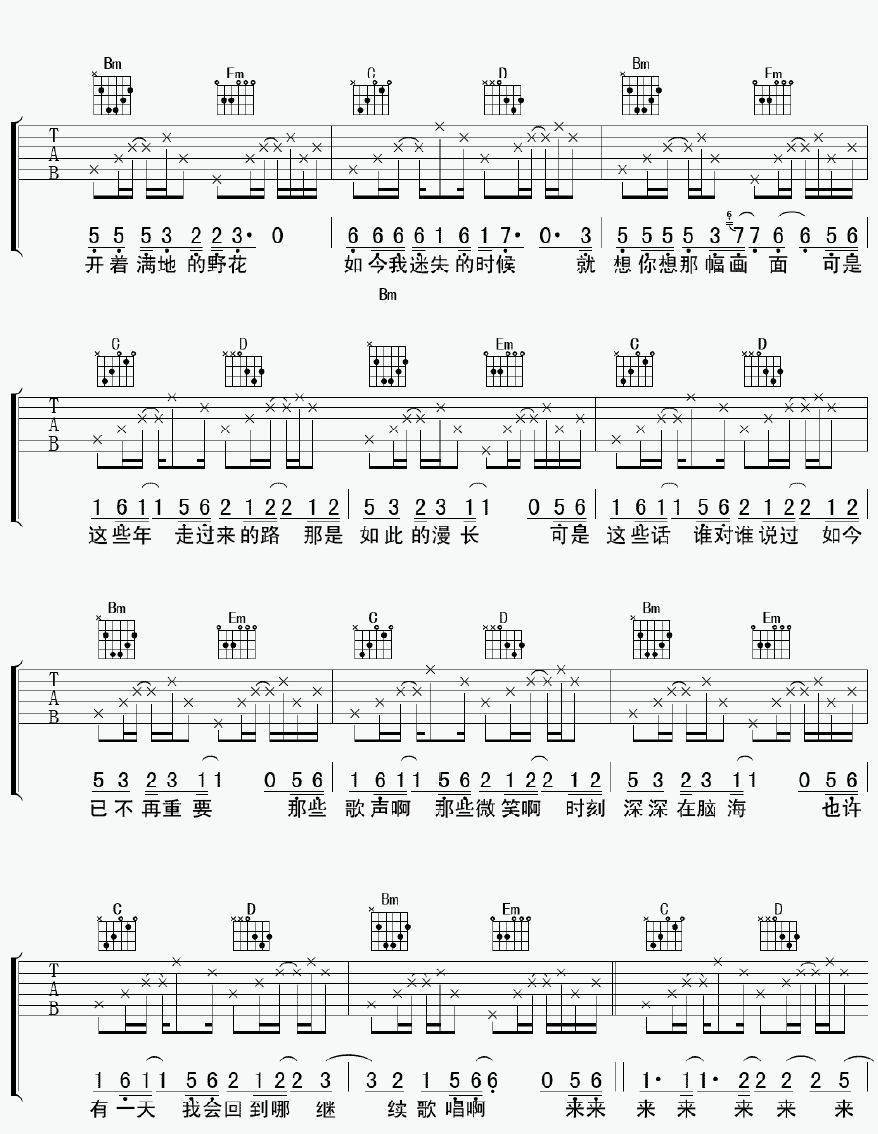 Bm Em C D Bm Em
T A B
5 5 5 3 2 2 3· 0 | 6 6 6 6 1 6 1 7· 0· 3 | 5 5 5 5 3 6 7 7 6 6 5 6
开着满地的野花 如今我迷失的时候 就 想你想那幅画面 可是
Bm
C D Em C D
T A B
1 6 1 1 5 6 2 1 2 2 1 2 | 5 3 2 3 1 1 0 5 6 | 1 6 1 1 5 6 2 1 2 2 1 2
这些年 走过来的路 那是 如此的漫长 可是 这些话 谁对谁说过 如今
Bm Em C D Bm Em
T A B
5 3 2 3 1 1 0 5 6 | 1 6 1 1 5 6 2 1 2 2 1 2 | 5 3 2 3 1 1 0 5 6
已不再重要 那些 歌声啊 那些微笑啊 时刻 深深在脑海 也许
C D Bm Em C D
T A B
1 6 1 1 5 6 2 1 2 2 3 | 3 2 1 5 6 6 0 5 6 || 1· 1 1· 2 2 2 2 5
有一天 我会回到哪 继 续歌唱啊 来来 来来 来来来